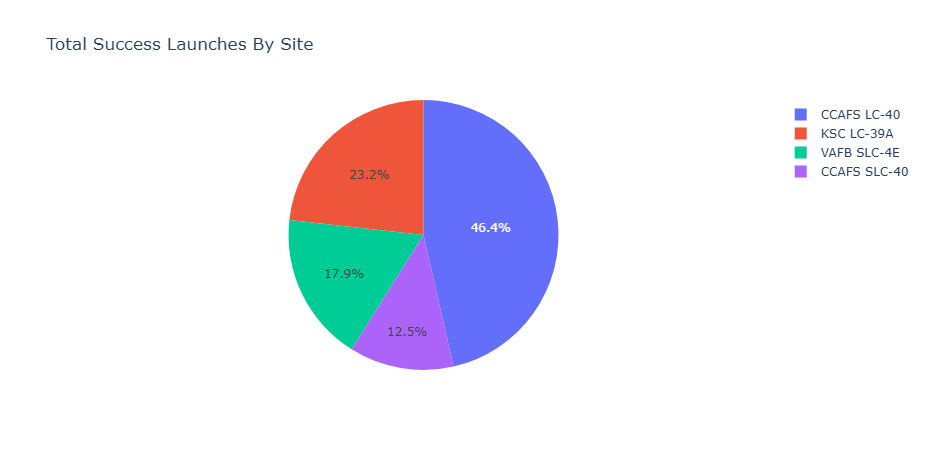 Total Success Launches By Site
CCAFS LC-40
KSC LC-39A
VAFB SLC-4E
CCAFS SLC-40
23.2%
46.4%
17.9%
12.5%